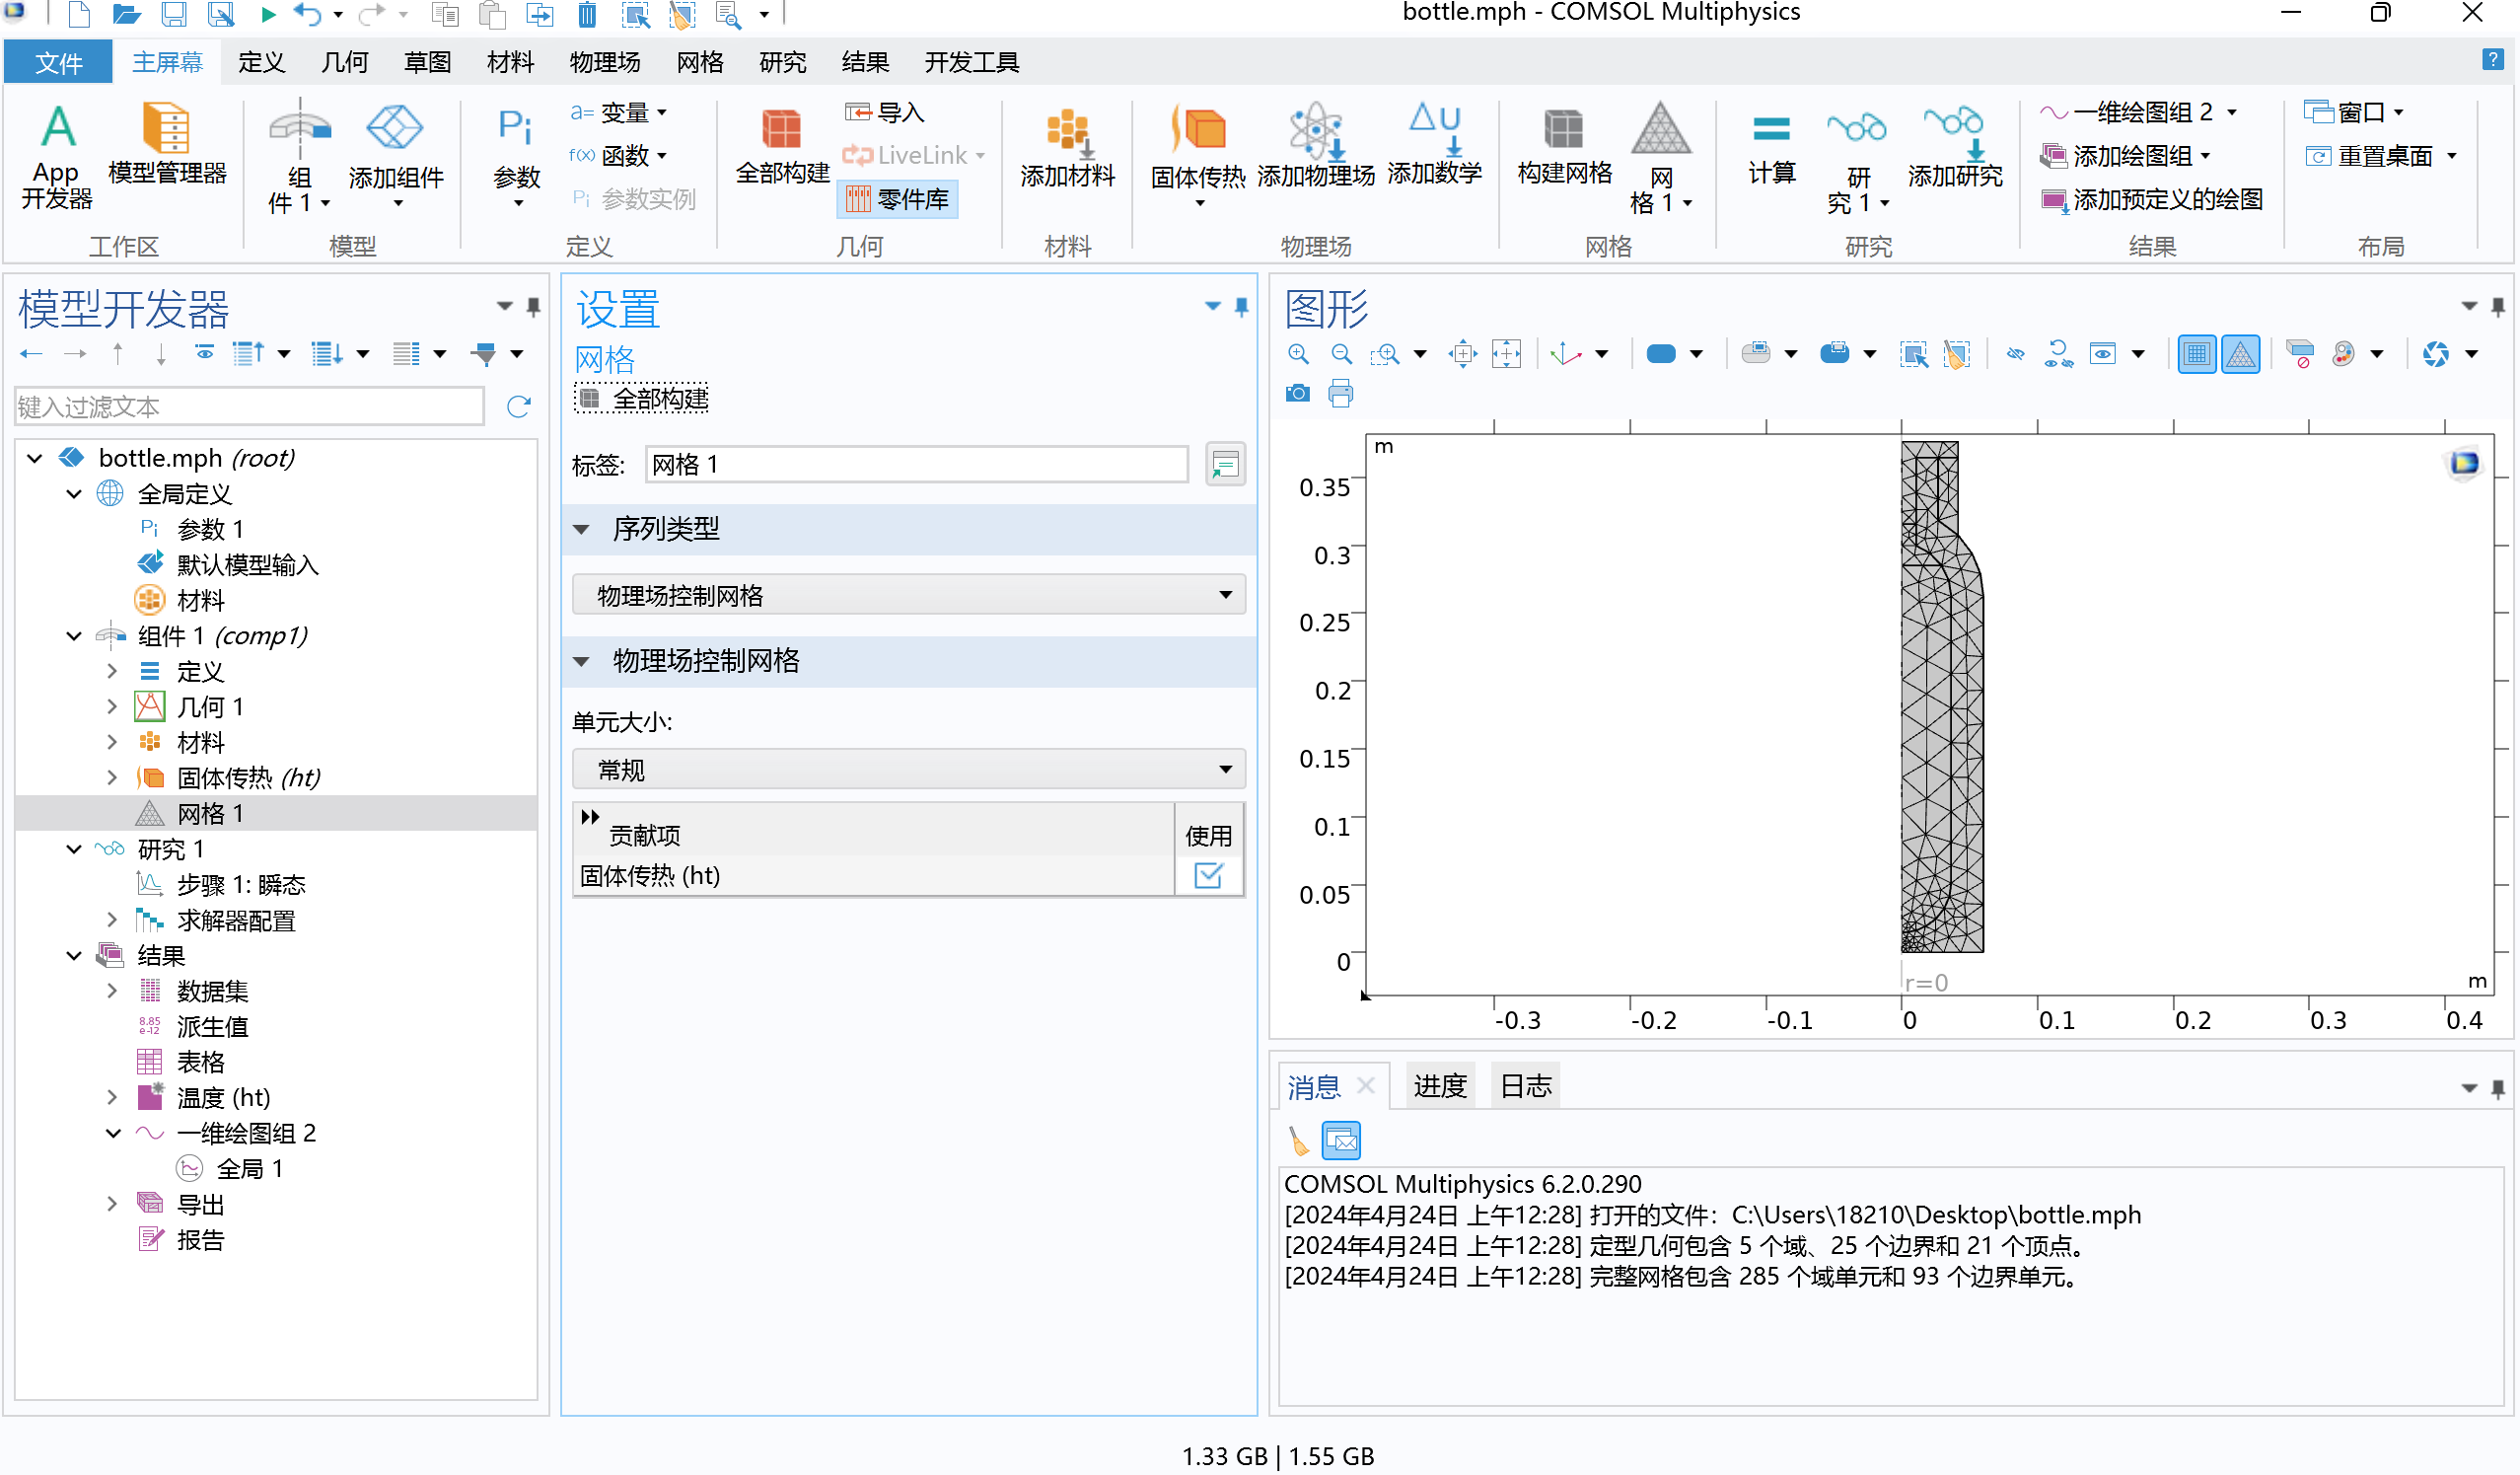 bottle.mph - COMSOL Multiphysics
文件 主屏幕 定义 几何 草图 材料 物理场 网格 研究 结果 开发工具 ?
App
开发器
模型管理器
工作区
组
件 1
添加组件
模型
Pi
参数
a= 变量
f(x) 函数
Pi 参数实例
定义
全部构建
导入
LiveLink
零件库
几何
添加材料
材料
固体传热
添加物理场
ΔU
添加数学
物理场
构建网格
网
格 1
网格
计算
研
究 1
添加研究
研究
一维绘图组 2
添加绘图组
添加预定义的绘图
结果
窗口
重置桌面
布局
模型开发器
键入过滤文本
bottle.mph (root)
全局定义
Pi 参数 1
默认模型输入
材料
组件 1 (comp1)
定义
几何 1
材料
固体传热 (ht)
网格 1
研究 1
步骤 1: 瞬态
求解器配置
结果
数据集
8.85
e-12
派生值
表格
温度 (ht)
一维绘图组 2
全局 1
导出
报告
设置
网格
全部构建
标签: 网格 1
序列类型
物理场控制网格
物理场控制网格
单元大小:
常规
贡献项 使用
固体传热 (ht)
图形
m
0.35
0.3
0.25
0.2
0.15
0.1
0.05
0
r=0
m
-0.3 -0.2 -0.1 0 0.1 0.2 0.3 0.4
消息 进度 日志
COMSOL Multiphysics 6.2.0.290
[2024年4月24日 上午12:28] 打开的文件：C:\Users\18210\Desktop\bottle.mph
[2024年4月24日 上午12:28] 定型几何包含 5 个域、25 个边界和 21 个顶点。
[2024年4月24日 上午12:28] 完整网格包含 285 个域单元和 93 个边界单元。
1.33 GB | 1.55 GB